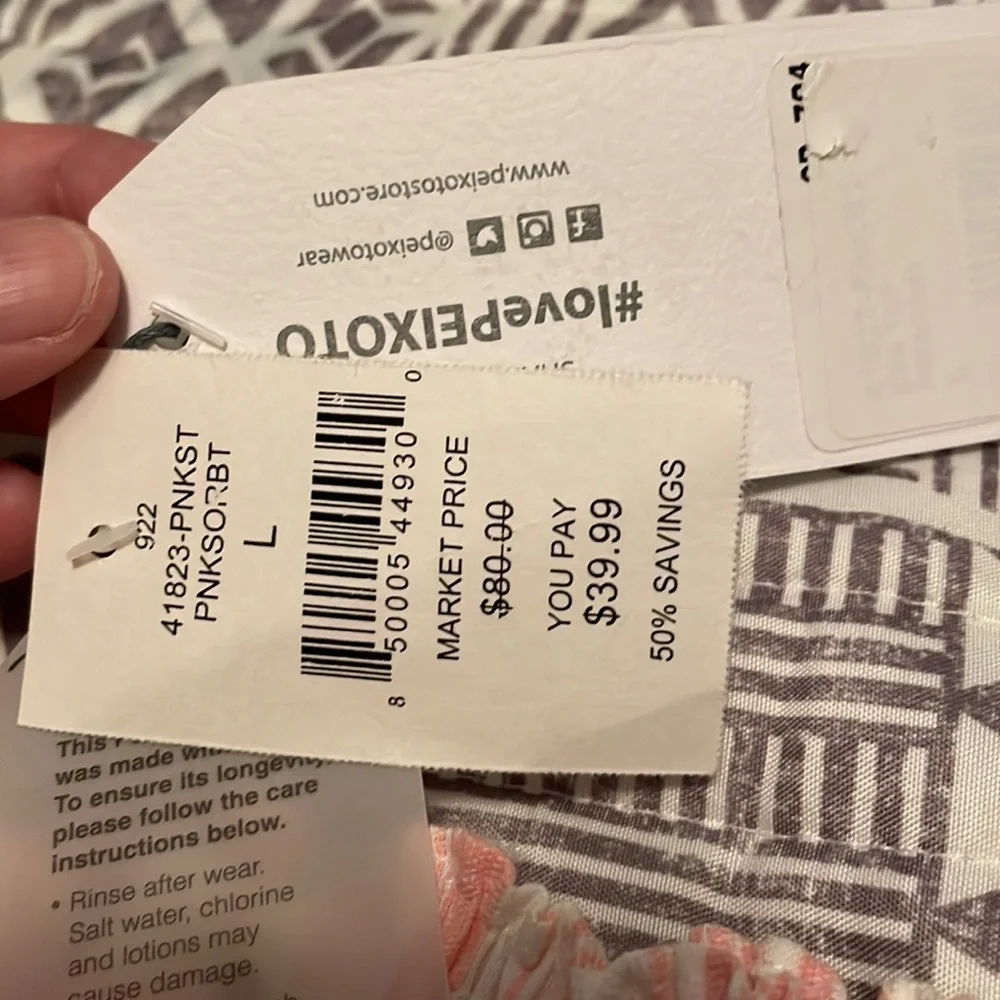 922
41823-PNKST
PNKSORBT
L
8 50005 44930 0
MARKET PRICE
$80.00
YOU PAY
$39.99
50% SAVINGS
#lovePEIXOTO
@peixotowear
www.peixotostore.com
This
was made
To ensure its longevity,
please follow the care
instructions below.
• Rinse after wear.
Salt water, chlorine
and lotions may
cause damage.